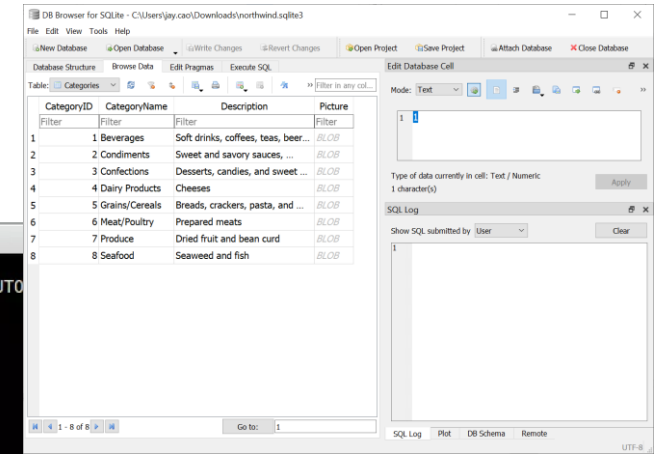 DB Browser for SQLite - C:\Users\jay.cao\Downloads\northwind.sqlite3
File Edit View Tools Help
New Database Open Database Write Changes Revert Changes Open Project Save Project Attach Database Close Database
Database Structure Browse Data Edit Pragmas Execute SQL
Table: Categories Filter in any col...
CategoryID CategoryName Description Picture
Filter Filter Filter Filter
1 1 Beverages Soft drinks, coffees, teas, beer... BLOB
2 2 Condiments Sweet and savory sauces, ... BLOB
3 3 Confections Desserts, candies, and sweet ... BLOB
4 4 Dairy Products Cheeses BLOB
5 5 Grains/Cereals Breads, crackers, pasta, and ... BLOB
6 6 Meat/Poultry Prepared meats BLOB
7 7 Produce Dried fruit and bean curd BLOB
8 8 Seafood Seaweed and fish BLOB
1 - 8 of 8 Go to: 1
Edit Database Cell
Mode: Text
1 1
Type of data currently in cell: Text / Numeric
1 character(s)
Apply
SQL Log
Show SQL submitted by User Clear
1
SQL Log Plot DB Schema Remote
UTF-8
UTO